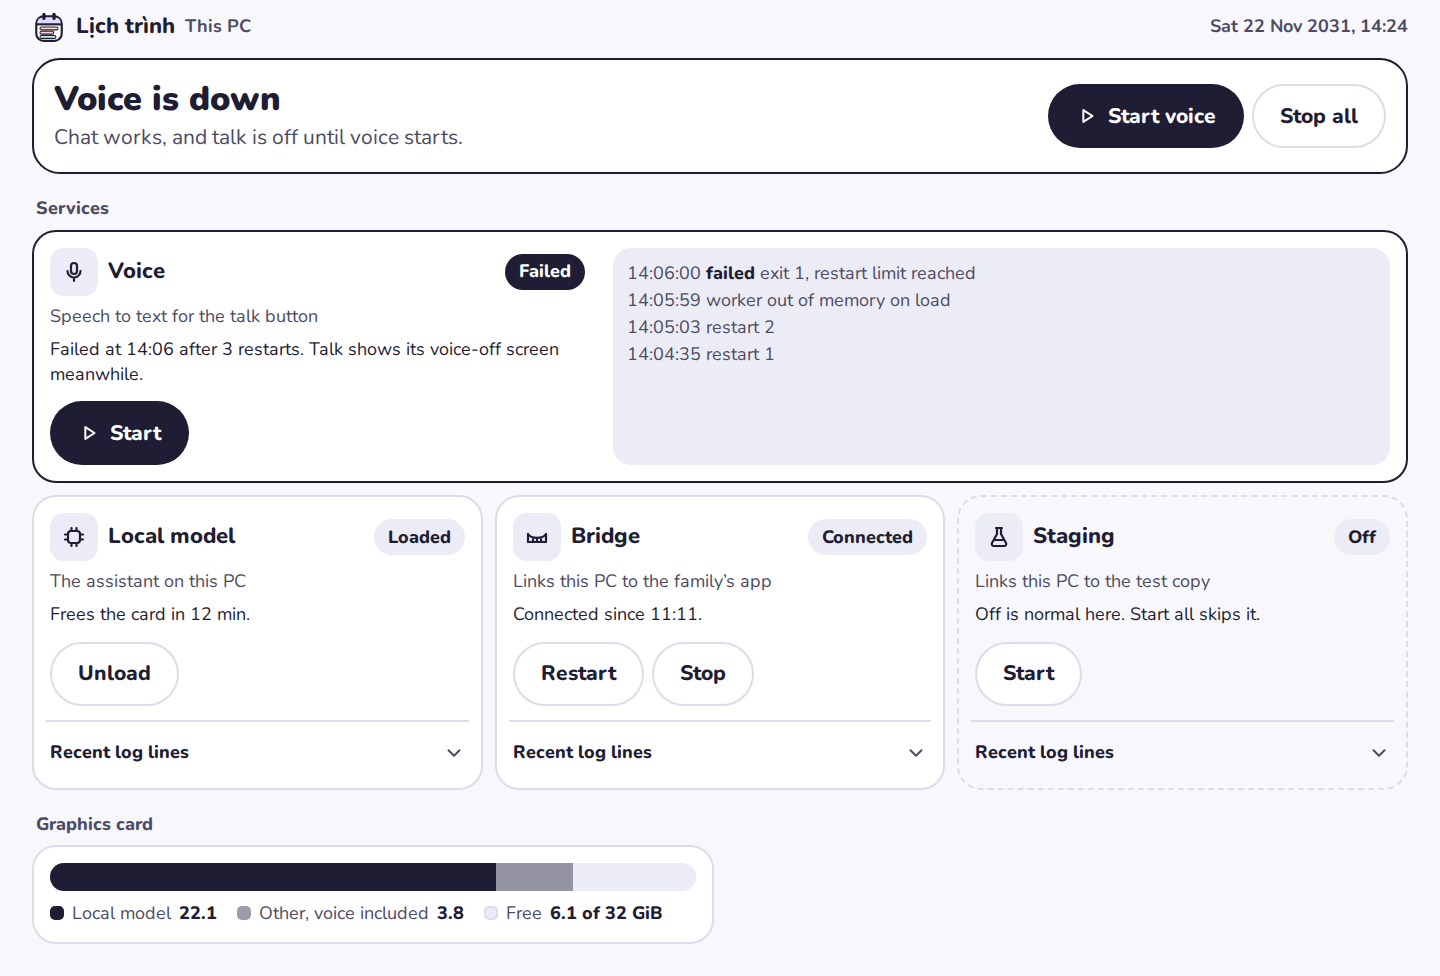 Lịch trình This PC
Sat 22 Nov 2031, 14:24
Voice is down
Chat works, and talk is off until voice starts.
Start voice
Stop all
Services
Voice
Failed
Speech to text for the talk button
Failed at 14:06 after 3 restarts. Talk shows its voice-off screen
meanwhile.
Start
14:06:00 failed exit 1, restart limit reached
14:05:59 worker out of memory on load
14:05:03 restart 2
14:04:35 restart 1
Local model
Loaded
The assistant on this PC
Frees the card in 12 min.
Unload
Recent log lines
Bridge
Connected
Links this PC to the family’s app
Connected since 11:11.
Restart
Stop
Recent log lines
Staging
Off
Links this PC to the test copy
Off is normal here. Start all skips it.
Start
Recent log lines
Graphics card
Local model 22.1
Other, voice included 3.8
Free 6.1 of 32 GiB